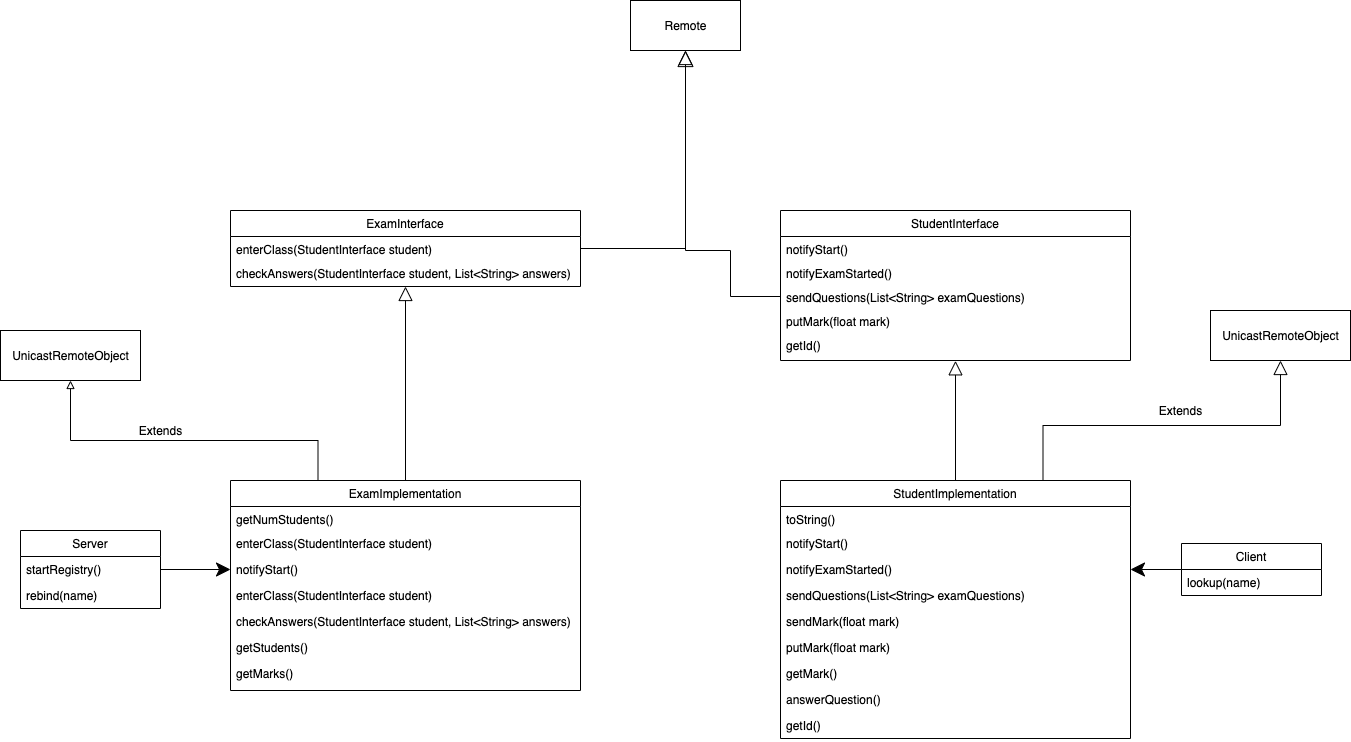 Remote
ExamInterface
enterClass(StudentInterface student)
checkAnswers(StudentInterface student, List<String> answers)
StudentInterface
notifyStart()
notifyExamStarted()
sendQuestions(List<String> examQuestions)
putMark(float mark)
getId()
UnicastRemoteObject
UnicastRemoteObject
Extends
Extends
ExamImplementation
getNumStudents()
enterClass(StudentInterface student)
notifyStart()
enterClass(StudentInterface student)
checkAnswers(StudentInterface student, List<String> answers)
getStudents()
getMarks()
Server
startRegistry()
rebind(name)
StudentImplementation
toString()
notifyStart()
notifyExamStarted()
sendQuestions(List<String> examQuestions)
sendMark(float mark)
putMark(float mark)
getMark()
answerQuestion()
getId()
Client
lookup(name)